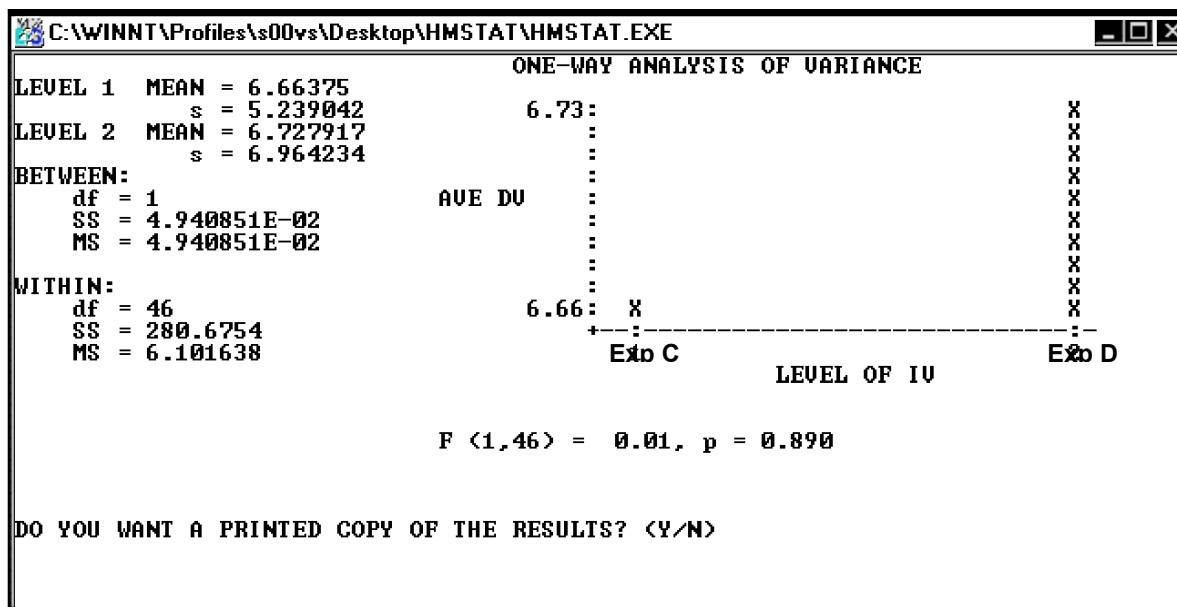 C:\WINNT\Profiles\s00vs\Desktop\HMSTAT\HMSTAT.EXE
ONE-WAY ANALYSIS OF VARIANCE
LEVEL 1 MEAN = 6.66375
s = 5.239042
LEVEL 2 MEAN = 6.727917
s = 6.964234
BETWEEN:
df = 1
SS = 4.940851E-02
MS = 4.940851E-02
WITHIN:
df = 46
SS = 280.6754
MS = 6.101638
6.73:
AVE DV
6.66:
X
X
X
X
X
X
X
X
X
X X
+--:------------------------------:-
Exp C Exp D
LEVEL OF IV
F (1,46) = 0.01, p = 0.890
DO YOU WANT A PRINTED COPY OF THE RESULTS? (Y/N)